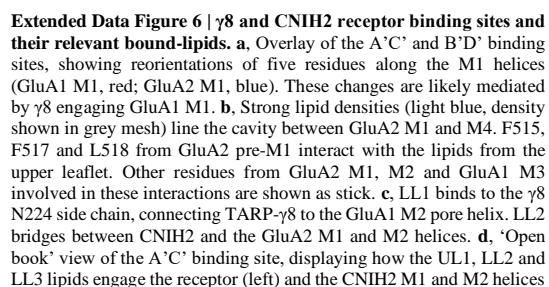 Extended Data Figure 6 | γ8 and CNIH2 receptor binding sites and
their relevant bound-lipids. a, Overlay of the A’C’ and B’D’ binding
sites, showing reorientations of five residues along the M1 helices
(GluA1 M1, red; GluA2 M1, blue). These changes are likely mediated
by γ8 engaging GluA1 M1. b, Strong lipid densities (light blue, density
shown in grey mesh) line the cavity between GluA2 M1 and M4. F515,
F517 and L518 from GluA2 pre-M1 interact with the lipids from the
upper leaflet. Other residues from GluA2 M1, M2 and GluA1 M3
involved in these interactions are shown as stick. c, LL1 binds to the γ8
N224 side chain, connecting TARP-γ8 to the GluA1 M2 pore helix. LL2
bridges between CNIH2 and the GluA2 M1 and M2 helices. d, ‘Open
book’ view of the A’C’ binding site, displaying how the UL1, LL2 and
LL3 lipids engage the receptor (left) and the CNIH2 M1 and M2 helices